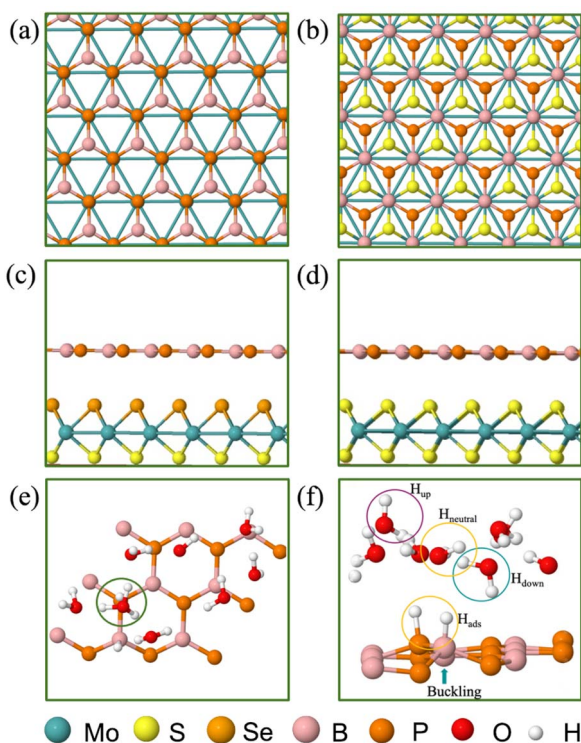 (a) (b)
(c) (d)
(e) (f)
H_up
H_neutral
H_down
H_ads
Buckling
Mo S Se B P O H